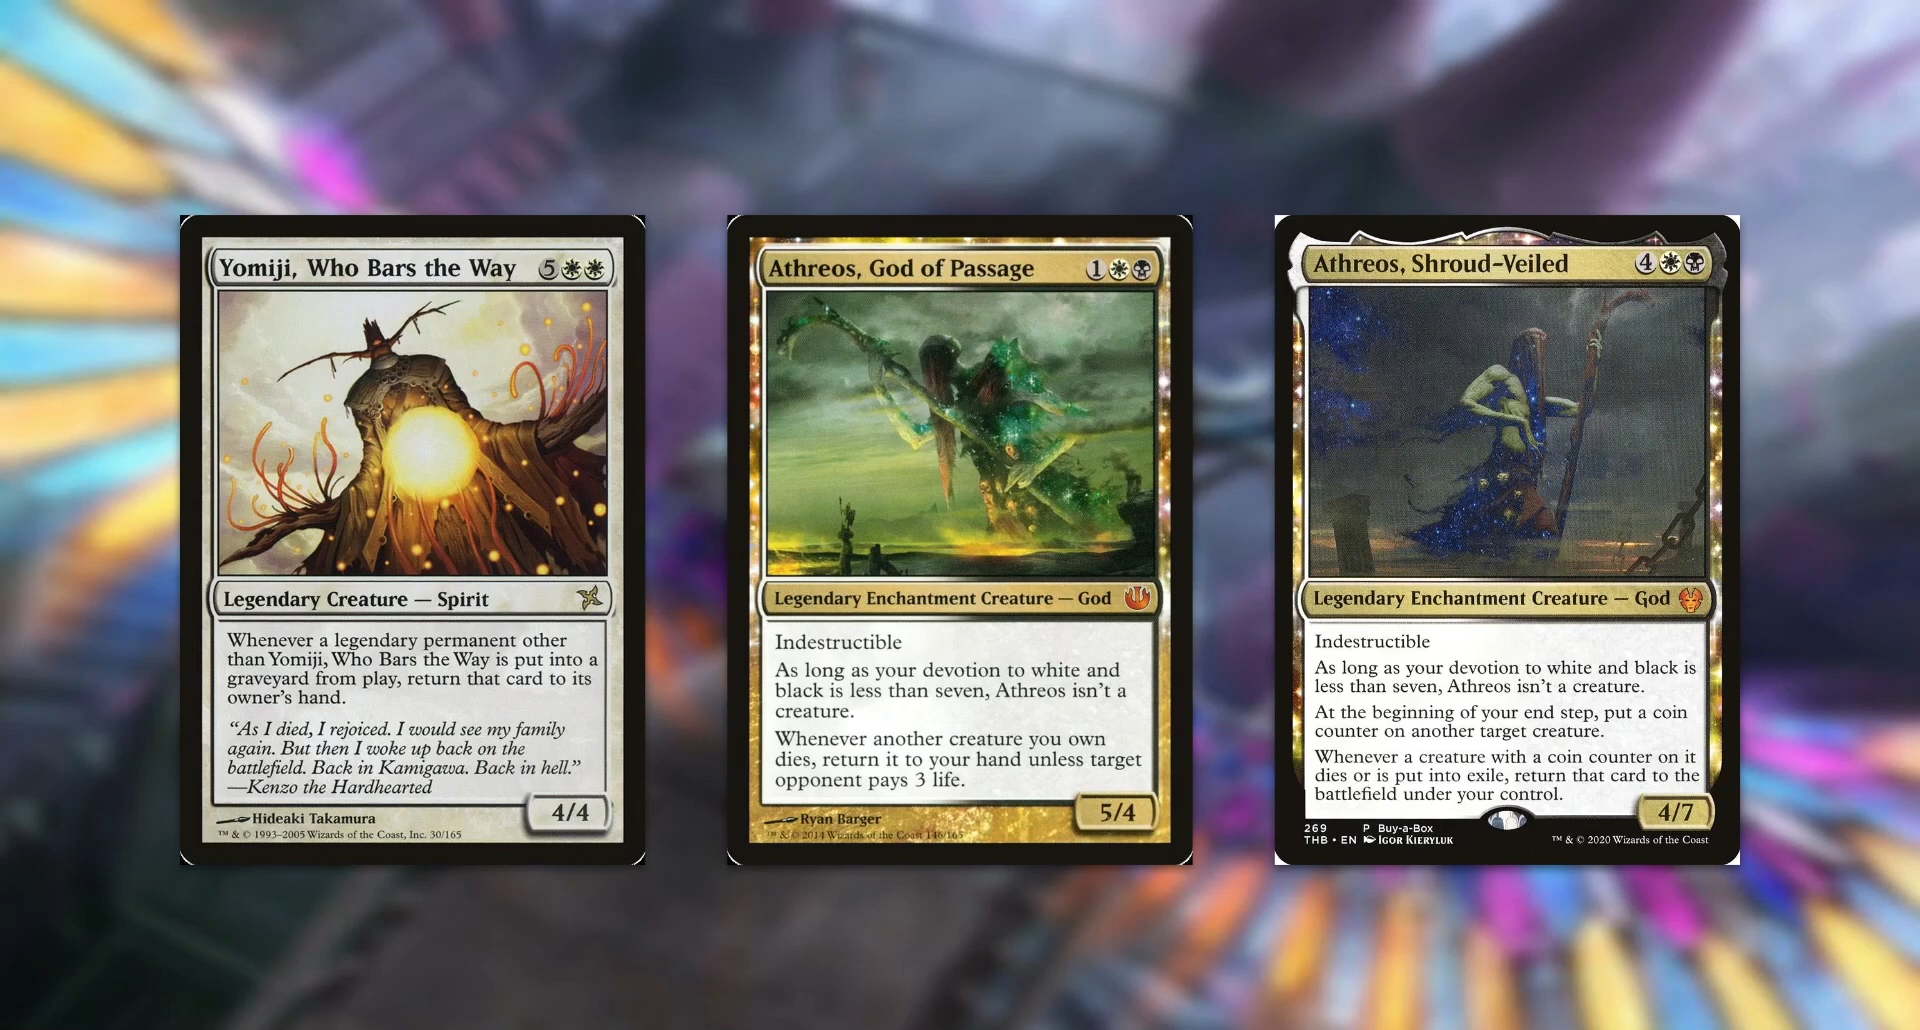 Yomiji, Who Bars the Way 5
Legendary Creature — Spirit
Whenever a legendary permanent other
than Yomiji, Who Bars the Way is put into a
graveyard from play, return that card to its
owner's hand.
“As I died, I rejoiced. I would see my family
again. But then I woke up back on the
battlefield. Back in Kamigawa. Back in hell.”
—Kenzo the Hardhearted
4/4
Hideaki Takamura
™ & © 1993–2005 Wizards of the Coast, Inc. 30/165
Athreos, God of Passage 1
Legendary Enchantment Creature — God
Indestructible
As long as your devotion to white and
black is less than seven, Athreos isn't a
creature.
Whenever another creature you own
dies, return it to your hand unless target
opponent pays 3 life.
5/4
Ryan Barger
™ & © 2014 Wizards of the Coast 146/165
Athreos, Shroud-Veiled 4
Legendary Enchantment Creature — God
Indestructible
As long as your devotion to white and black is
less than seven, Athreos isn't a creature.
At the beginning of your end step, put a coin
counter on another target creature.
Whenever a creature with a coin counter on it
dies or is put into exile, return that card to the
battlefield under your control.
4/7
269 P Buy-a-Box
THB • EN Igor Kieryluk
™ & © 2020 Wizards of the Coast